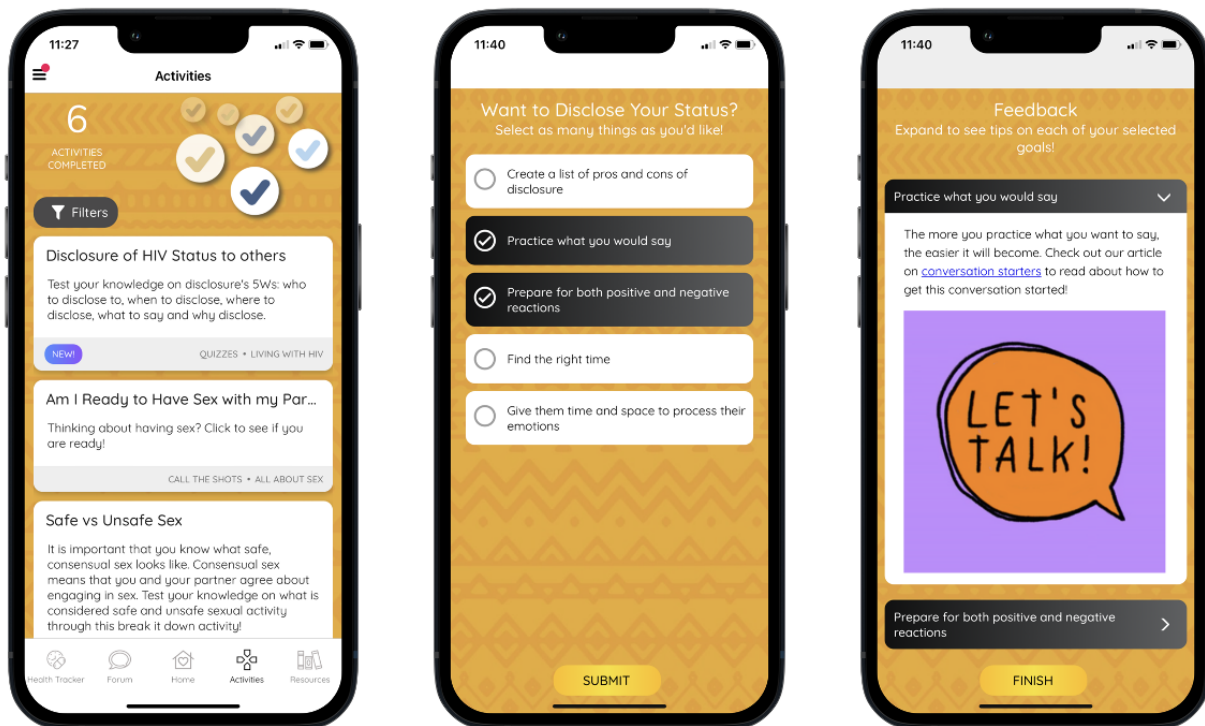 11:27
Activities
6
ACTIVITIES
COMPLETED
Filters
Disclosure of HIV Status to others
Test your knowledge on disclosure's 5Ws: who
to disclose to, when to disclose, where to
disclose, what to say and why disclose.
NEW!
QUIZZES • LIVING WITH HIV
Am I Ready to Have Sex with my Par...
Thinking about having sex? Click to see if you
are ready!
CALL THE SHOTS • ALL ABOUT SEX
Safe vs Unsafe Sex
It is important that you know what safe,
consensual sex looks like. Consensual sex
means that you and your partner agree about
engaging in sex. Test your knowledge on what is
considered safe and unsafe sexual activity
through this break it down activity!
Health Tracker
Forum
Home
Activities
Resources
11:40
Want to Disclose Your Status?
Select as many things as you'd like!
Create a list of pros and cons of
disclosure
Practice what you would say
Prepare for both positive and negative
reactions
Find the right time
Give them time and space to process their
emotions
SUBMIT
11:40
Feedback
Expand to see tips on each of your selected
goals!
Practice what you would say
The more you practice what you want to say,
the easier it will become. Check out our article
on conversation starters to read about how to
get this conversation started!
LET'S
TALK!
Prepare for both positive and negative
reactions
FINISH